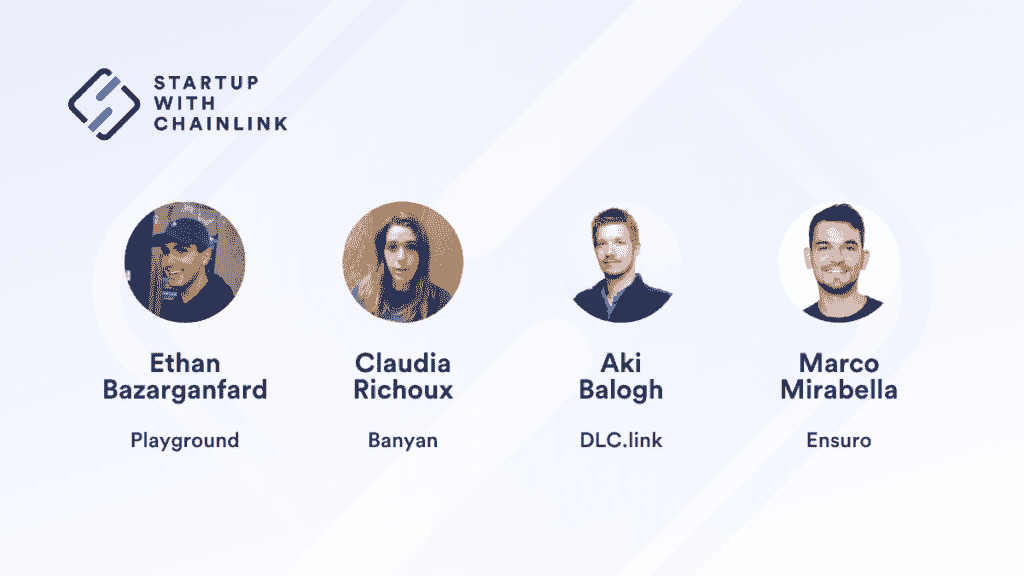 STARTUP
WITH
CHAINLINK
Ethan
Bazarganfard
Playground
Claudia
Richoux
Banyan
Aki
Balogh
DLC.link
Marco
Mirabella
Ensuro